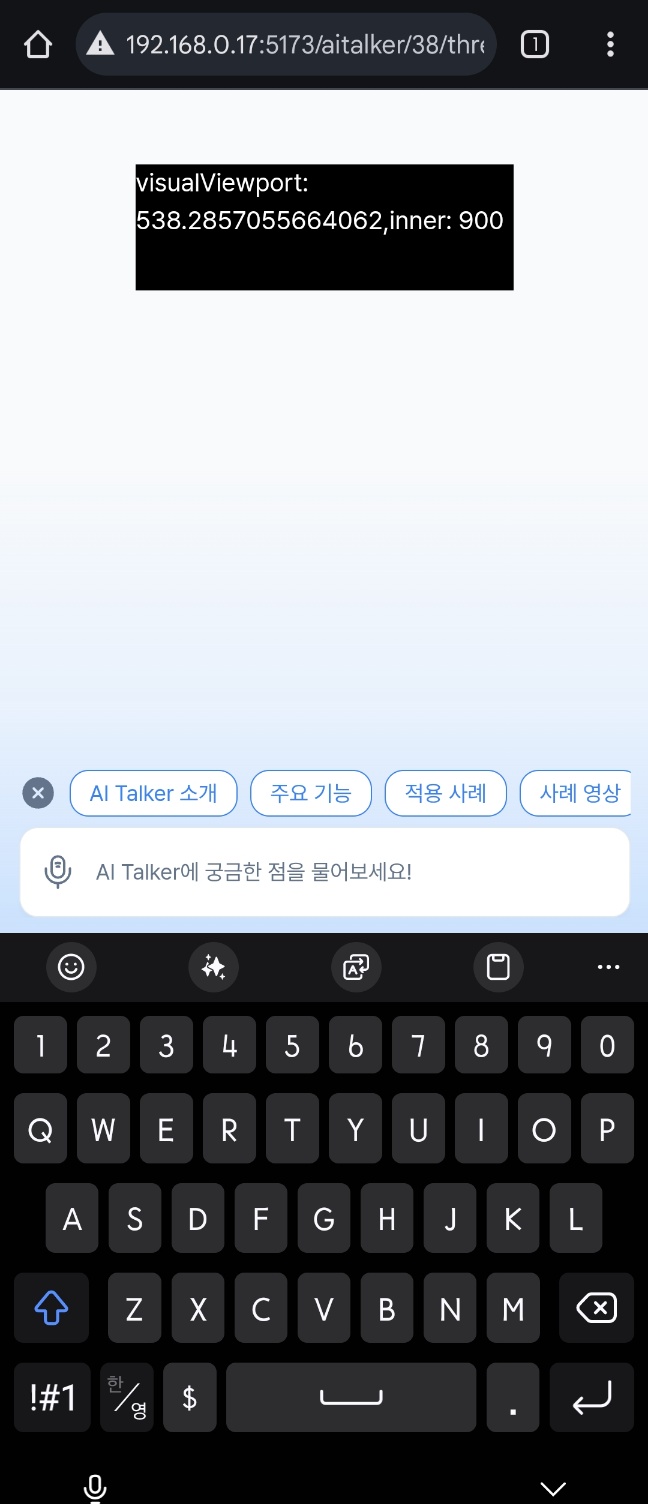 192.168.0.17:5173/aitalker/38/thre
1
visualViewport:
538.2857055664062,inner: 900
AI Talker 소개
주요 기능
적용 사례
사례 영상
AI Talker에 궁금한 점을 물어보세요!
1 2 3 4 5 6 7 8 9 0
Q W E R T Y U I O P
A S D F G H J K L
Z X C V B N M
!#1 한/영 $ .